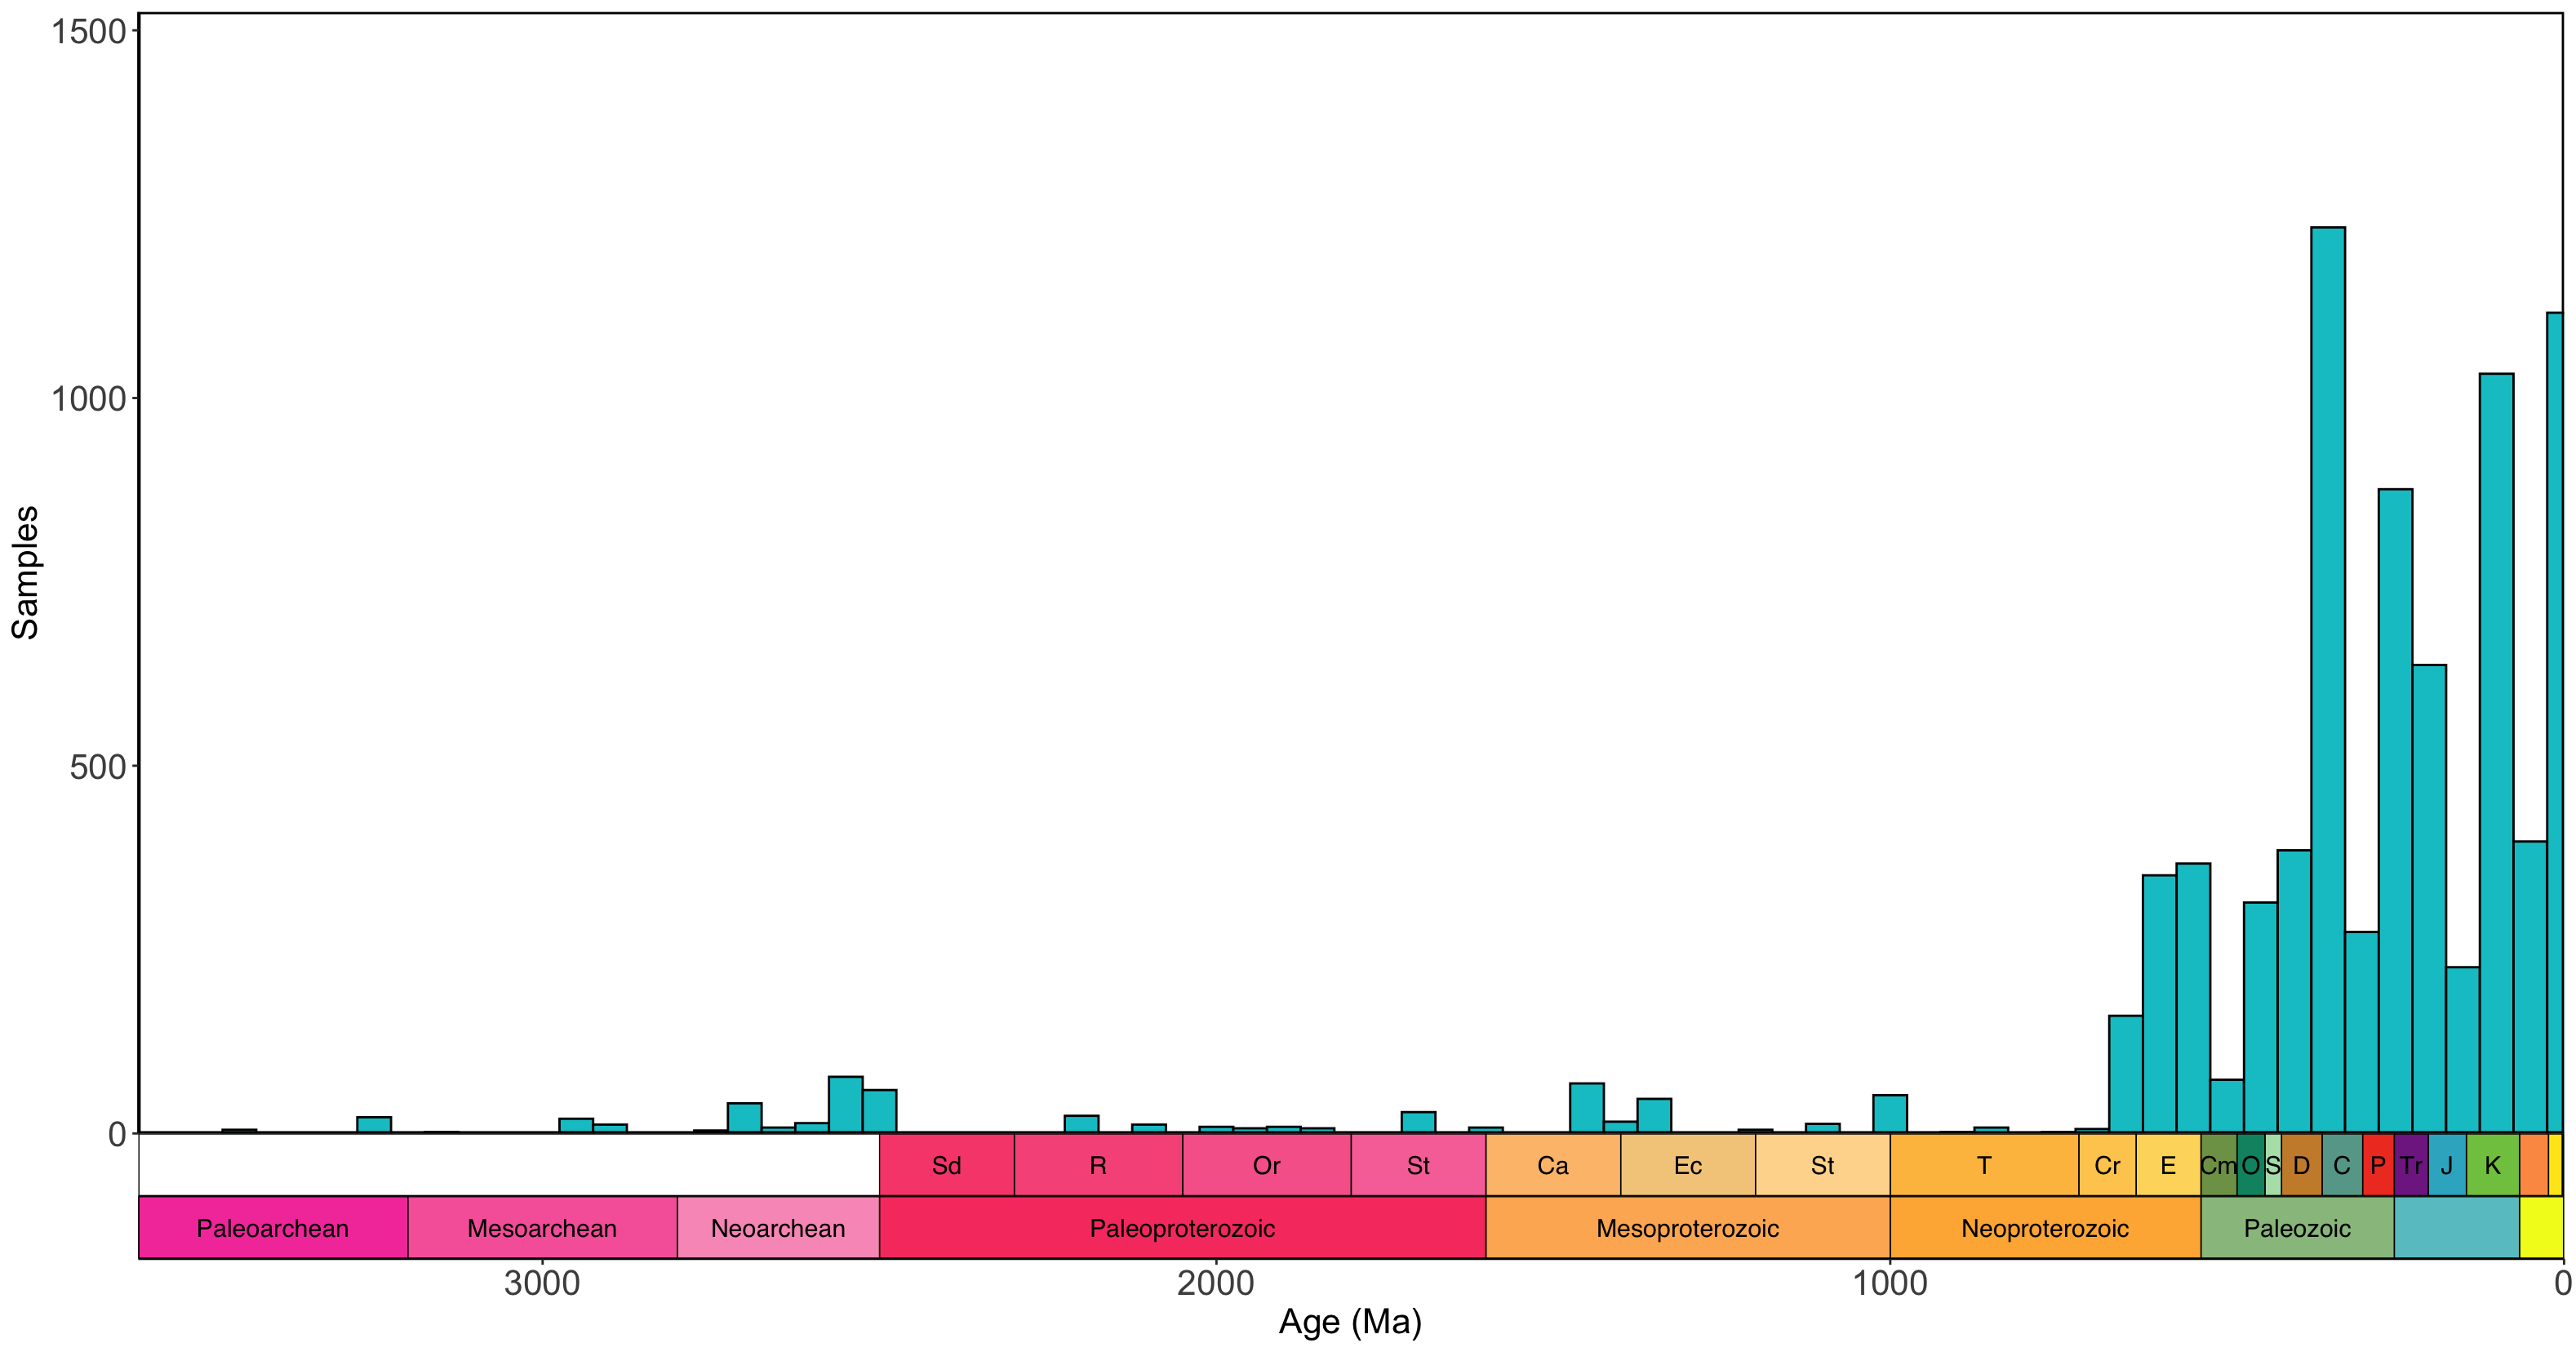 1500
1000
500
0
Samples
Sd R Or St Ca Ec St T Cr E Cm O S D C P Tr J K
Paleoarchean Mesoarchean Neoarchean Paleoproterozoic Mesoproterozoic Neoproterozoic Paleozoic
3000 2000 1000 0
Age (Ma)